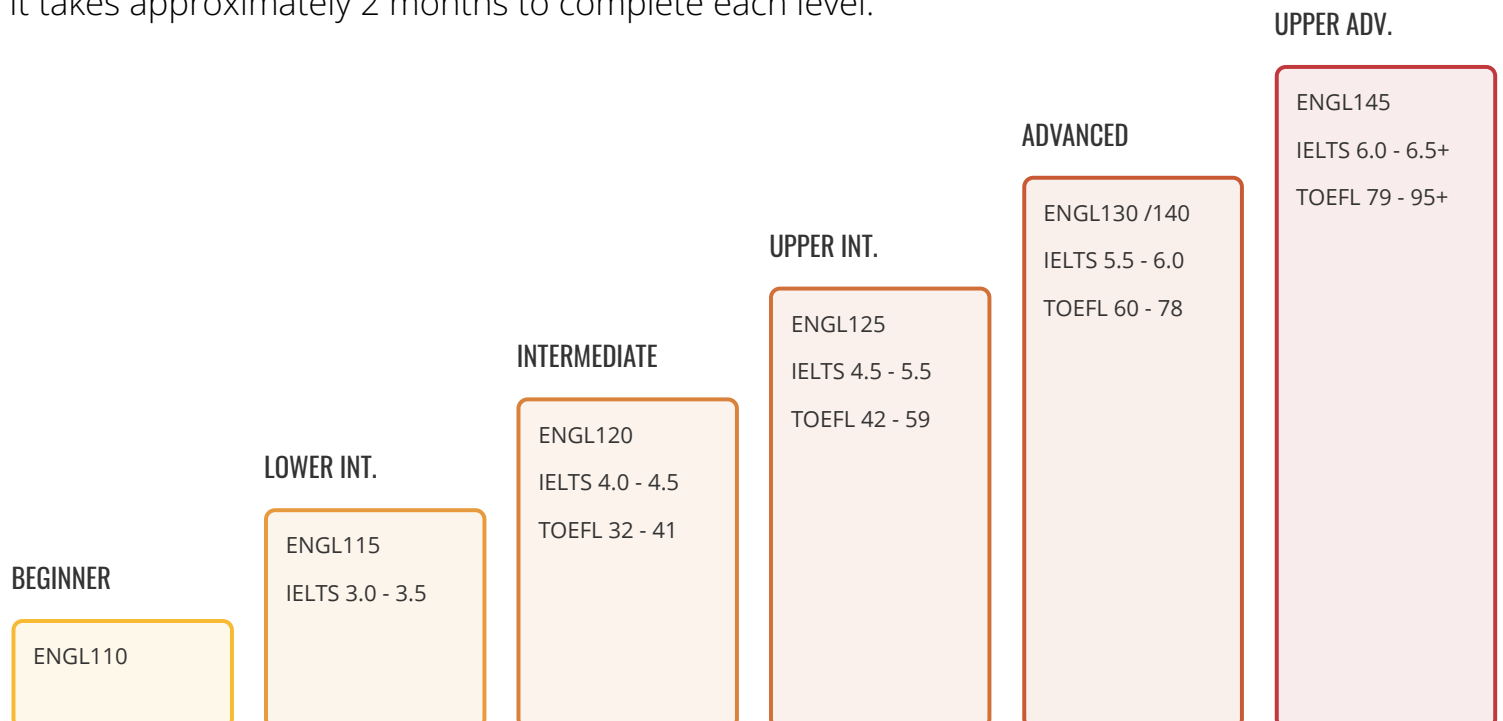 it takes approximately 2 months to complete each level.
BEGINNER
ENGL110
LOWER INT.
ENGL115
IELTS 3.0 - 3.5
INTERMEDIATE
ENGL120
IELTS 4.0 - 4.5
TOEFL 32 - 41
UPPER INT.
ENGL125
IELTS 4.5 - 5.5
TOEFL 42 - 59
ADVANCED
ENGL130 /140
IELTS 5.5 - 6.0
TOEFL 60 - 78
UPPER ADV.
ENGL145
IELTS 6.0 - 6.5+
TOEFL 79 - 95+